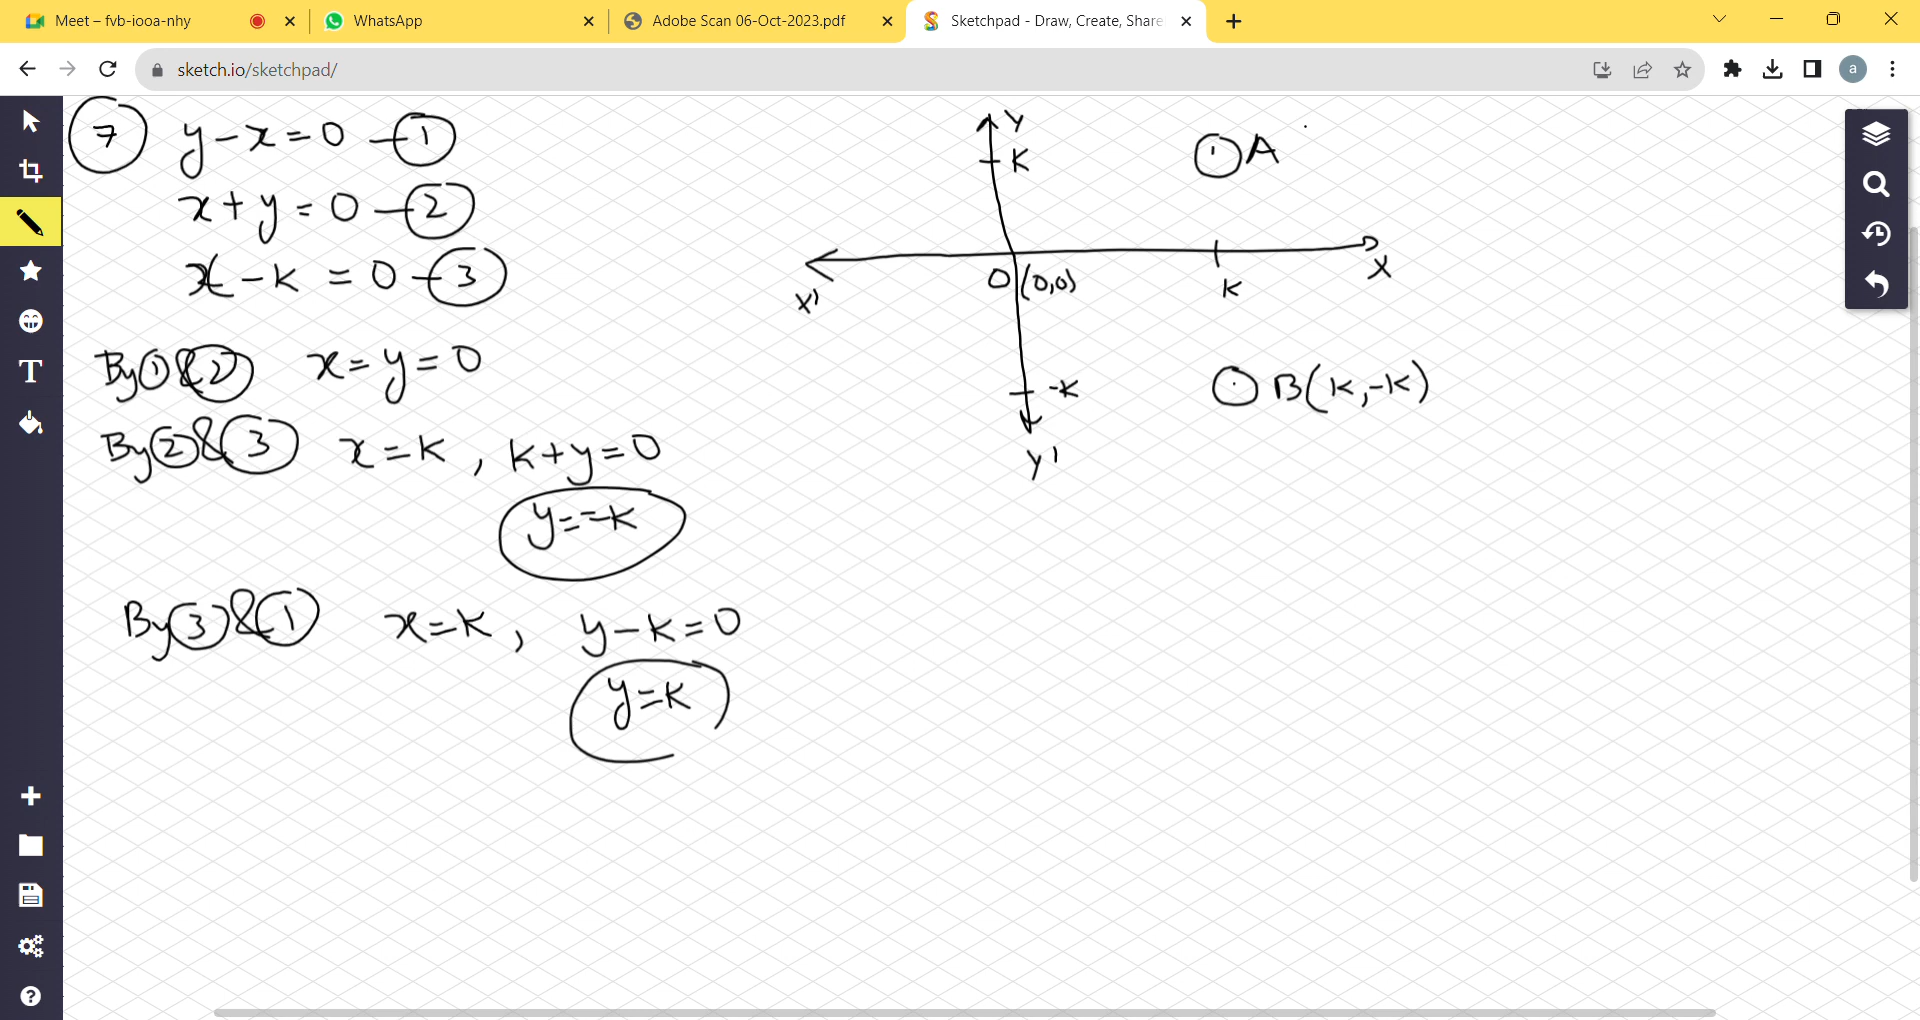 Meet – fvb-iooa-nhy
WhatsApp
Adobe Scan 06-Oct-2023.pdf
Sketchpad - Draw, Create, Share
sketch.io/sketchpad/
a
T
7 y-x=0 -1
x+y=0 -2
x-k=0 -3
By 1 & 2 x=y=0
By 2 & 3 x=k, k+y=0
y=-k
By 3 & 1 x=k, y-k=0
y=k
Y
K
A
X'
O(0,0)
K
X
-K
B(K,-K)
Y'